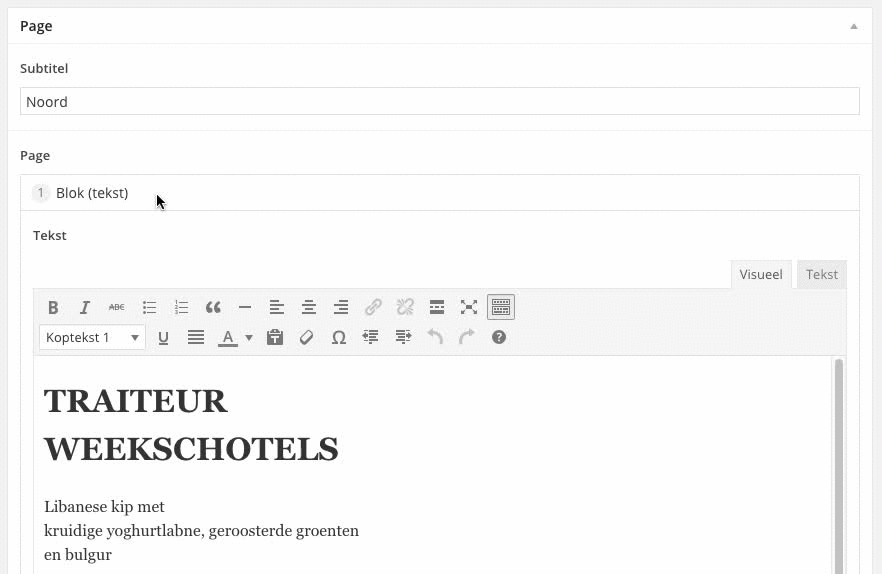 Page
Subtitel
Noord
Page
1 Blok (tekst)
Tekst
Visueel Tekst
B I ABC
Koptekst 1 U A Ω
TRAITEUR
WEEKSCHOTELS
Libanese kip met
kruidige yoghurtlabne, geroosterde groenten
en bulgur